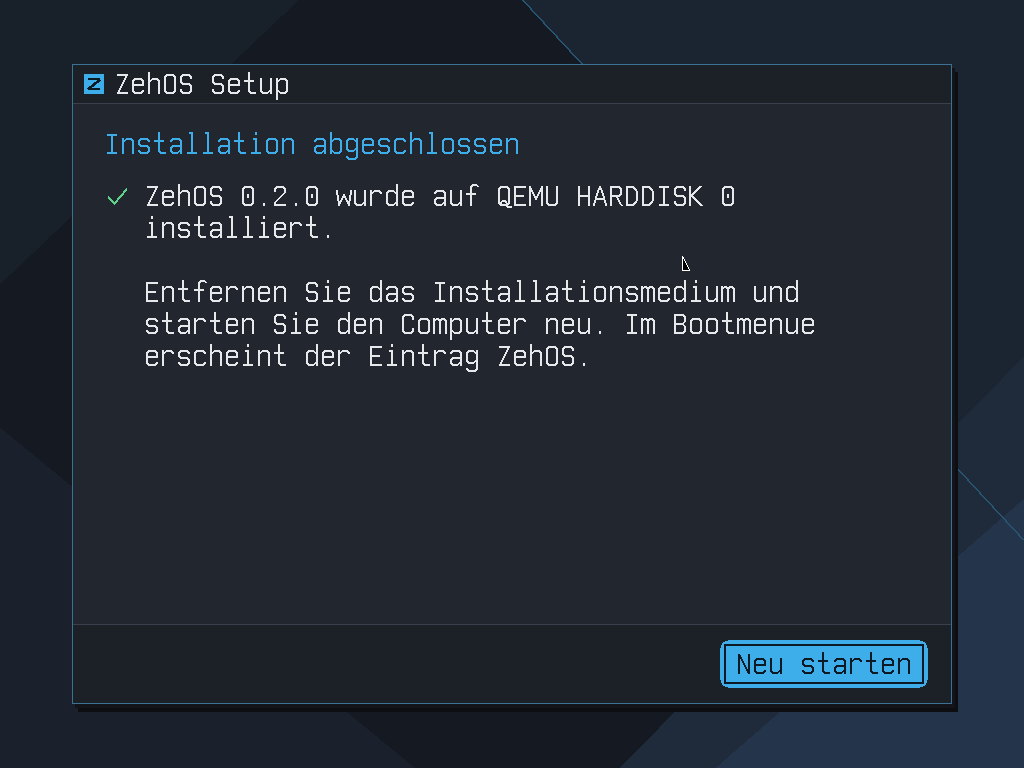 Z ZehOS Setup
Installation abgeschlossen
ZehOS 0.2.0 wurde auf QEMU HARDDISK 0
installiert.
Entfernen Sie das Installationsmedium und
starten Sie den Computer neu. Im Bootmenue
erscheint der Eintrag ZehOS.
Neu starten